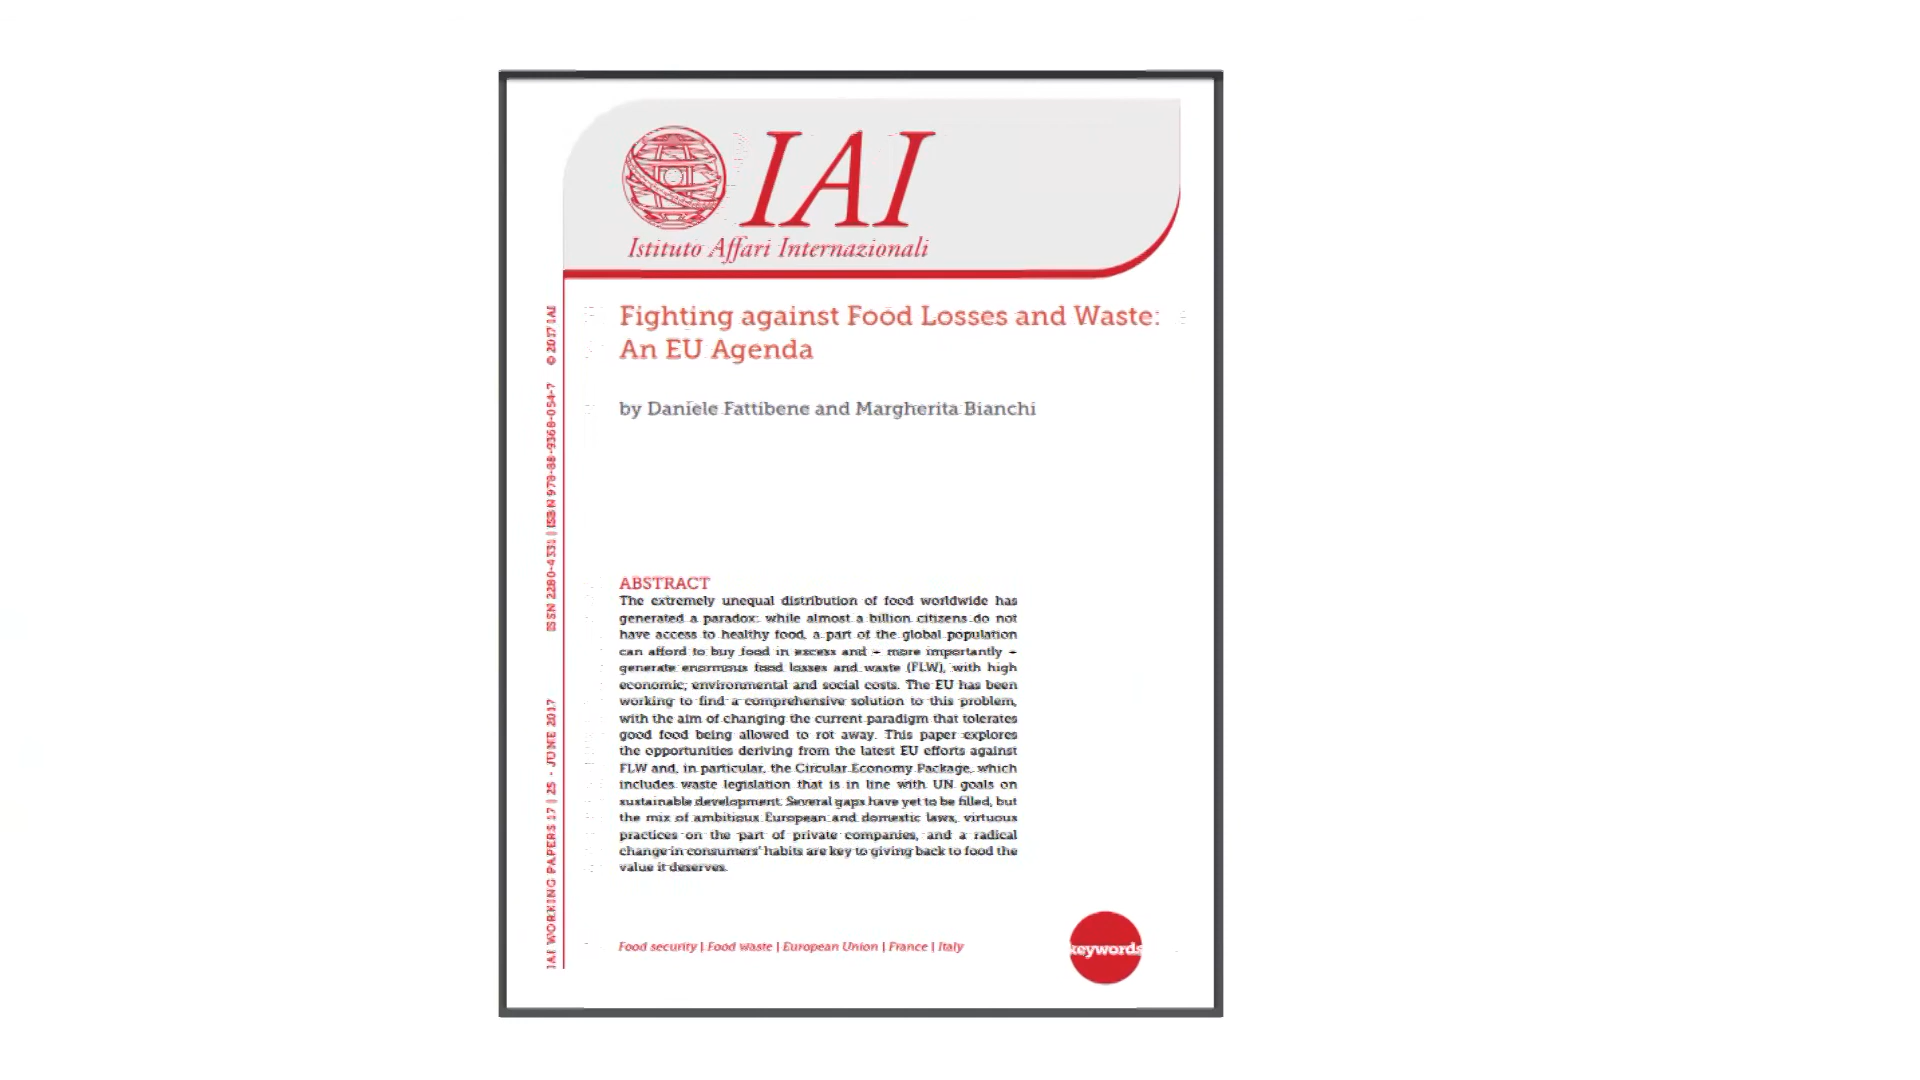 IAI
Istituto Affari Internazionali
© 2017 IAI
ISSN 2280-4331 | ISBN 978-88-9368-054-7
IAI WORKING PAPERS 17 | 25 - JUNE 2017
Fighting against Food Losses and Waste:
An EU Agenda
by Daniele Fattibene and Margherita Bianchi
ABSTRACT
The extremely unequal distribution of food worldwide has
generated a paradox: while almost a billion citizens do not
have access to healthy food, a part of the global population
can afford to buy food in excess and – more importantly –
generate enormous food losses and waste (FLW), with high
economic, environmental and social costs. The EU has been
working to find a comprehensive solution to this problem,
with the aim of changing the current paradigm that tolerates
good food being allowed to rot away. This paper explores
the opportunities deriving from the latest EU efforts against
FLW and, in particular, the Circular Economy Package, which
includes waste legislation that is in line with UN goals on
sustainable development. Several gaps have yet to be filled, but
the mix of ambitious European and domestic laws, virtuous
practices on the part of private companies, and a radical
change in consumers' habits are key to giving back to food the
value it deserves.
Food security | Food waste | European Union | France | Italy
keywords